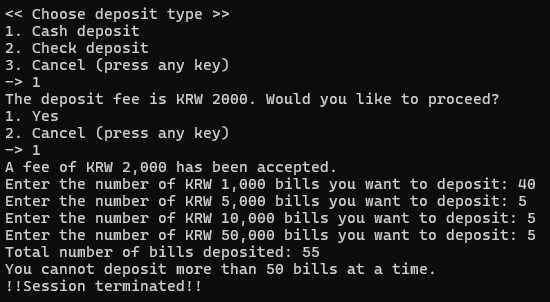 << Choose deposit type >>
1. Cash deposit
2. Check deposit
3. Cancel (press any key)
-> 1
The deposit fee is KRW 2000. Would you like to proceed?
1. Yes
2. Cancel (press any key)
-> 1
A fee of KRW 2,000 has been accepted.
Enter the number of KRW 1,000 bills you want to deposit: 40
Enter the number of KRW 5,000 bills you want to deposit: 5
Enter the number of KRW 10,000 bills you want to deposit: 5
Enter the number of KRW 50,000 bills you want to deposit: 5
Total number of bills deposited: 55
You cannot deposit more than 50 bills at a time.
!!Session terminated!!